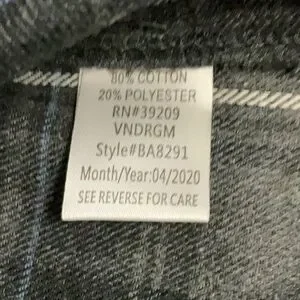 80% COTTON
20% POLYESTER
RN#39209
VNDRGM
Style#BA8291
Month/Year:04/2020
SEE REVERSE FOR CARE